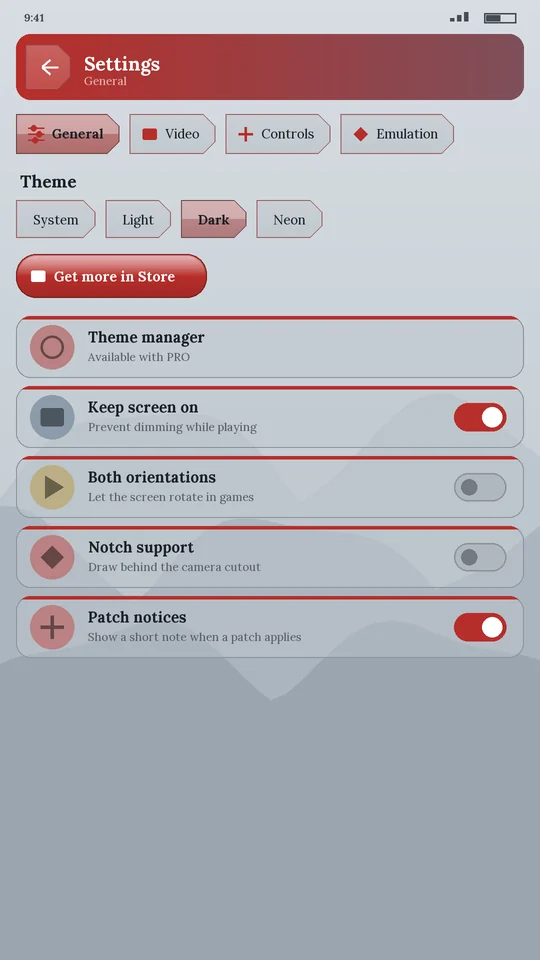 9:41
Settings
General
General
Video
Controls
Emulation
Theme
System
Light
Dark
Neon
Get more in Store
Theme manager
Available with PRO
Keep screen on
Prevent dimming while playing
Both orientations
Let the screen rotate in games
Notch support
Draw behind the camera cutout
Patch notices
Show a short note when a patch applies